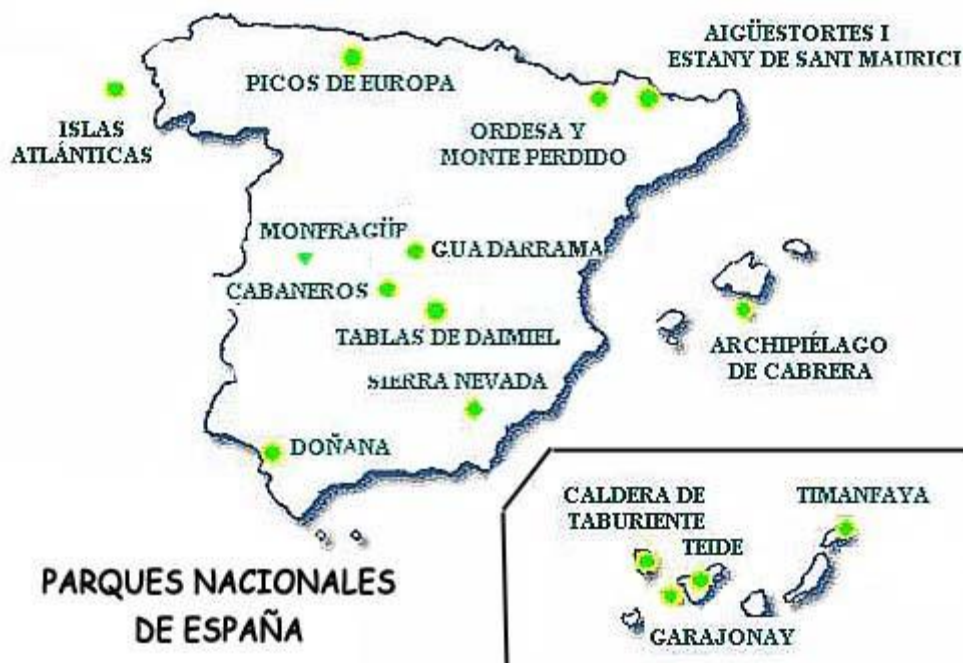 AIGÜESTORTES I
ESTANY DE SANT MAURICI
PICOS DE EUROPA
ISLAS
ATLÁNTICAS
ORDESA Y
MONTE PERDIDO
MONFRAGÜE
GUADARRAMA
CABANEROS
TABLAS DE DAIMIEL
ARCHIPIÉLAGO
DE CABRERA
SIERRA NEVADA
DOÑANA
CALDERA DE
TABURIENTE
TIMANFAYA
TEIDE
GARAJONAY
PARQUES NACIONALES
DE ESPAÑA